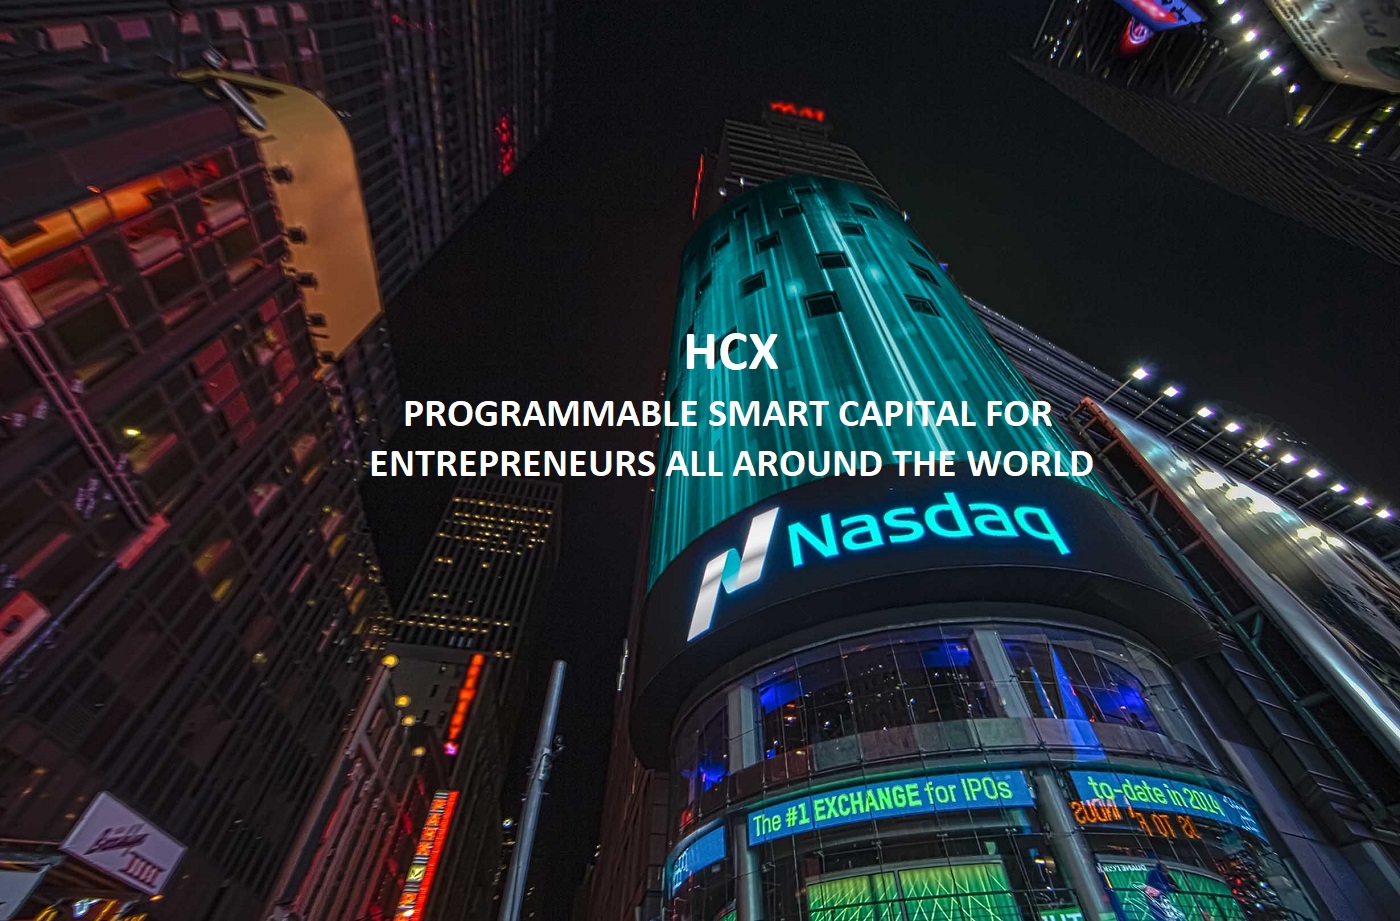 HCX
PROGRAMMABLE SMART CAPITAL FOR
ENTREPRENEURS ALL AROUND THE WORLD
Nasdaq
The #1 EXCHANGE for IPOs
to-date in 2014